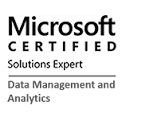 Microsoft
CERTIFIED
Solutions Expert
Data Management and
Analytics